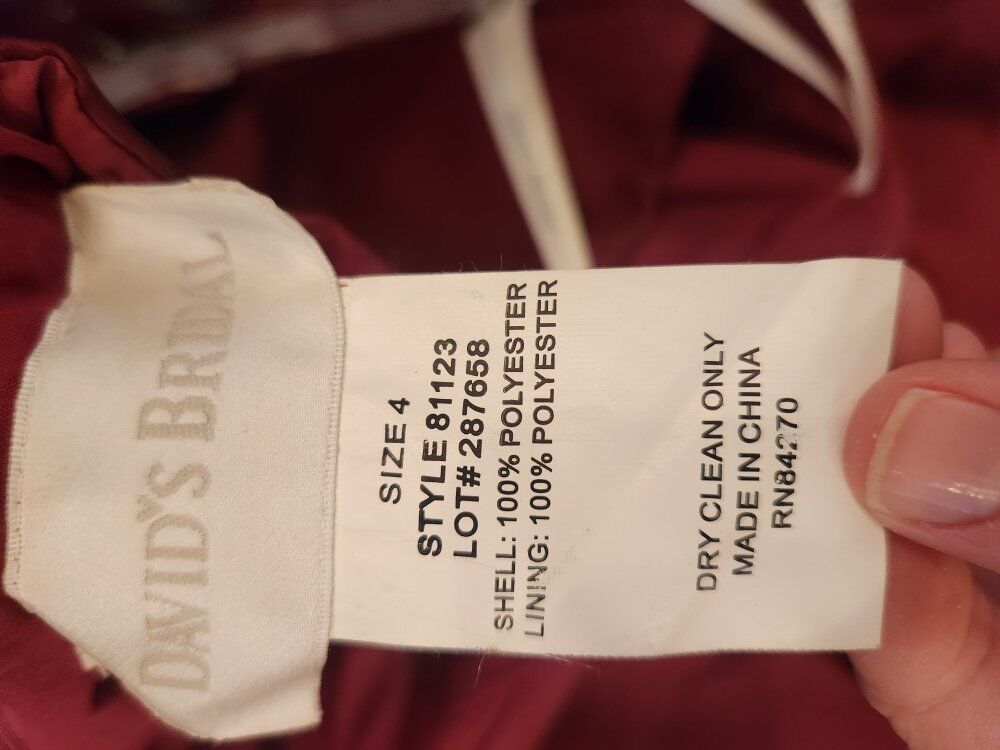 DAVID'S BRIDAL
SIZE 4
STYLE 81123
LOT# 287658
SHELL: 100% POLYESTER
LINING: 100% POLYESTER
DRY CLEAN ONLY
MADE IN CHINA
RN84270